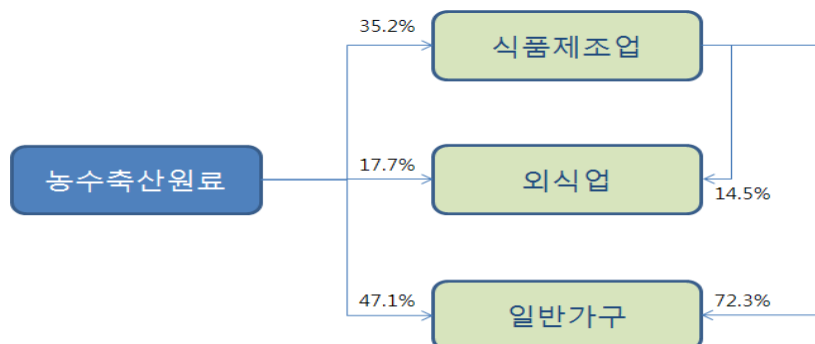 35.2%
식품제조업
농수축산원료
17.7%
외식업
14.5%
47.1%
일반가구
72.3%